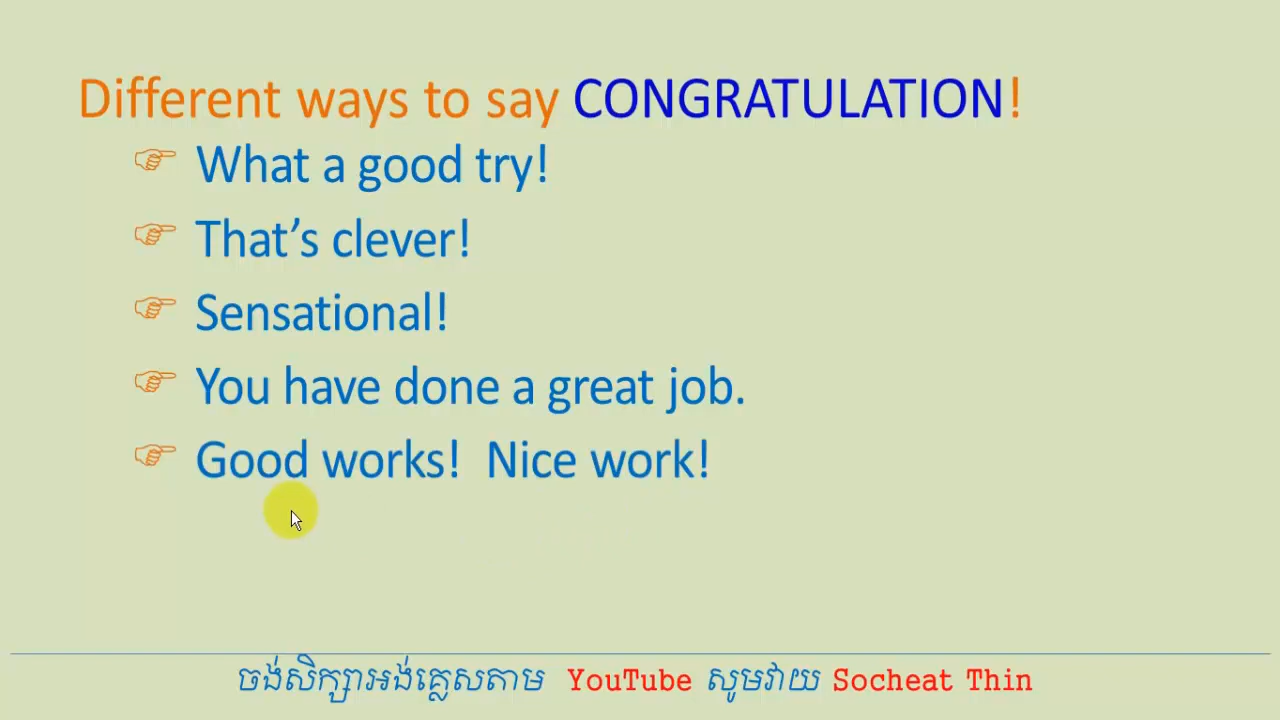 Different ways to say CONGRATULATION!
What a good try!
That’s clever!
Sensational!
You have done a great job.
Good works! Nice work!
ចង់សិក្សាអង់គ្លេសតាម YouTube សូមវាយ Socheat Thin